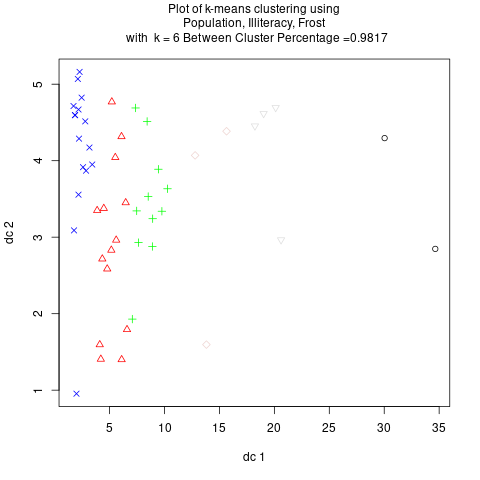 Plot of k-means clustering using
Population, Illiteracy, Frost
with k = 6 Between Cluster Percentage =0.9817
5
4
3
2
1
dc 2
5 10 15 20 25 30 35
dc 1